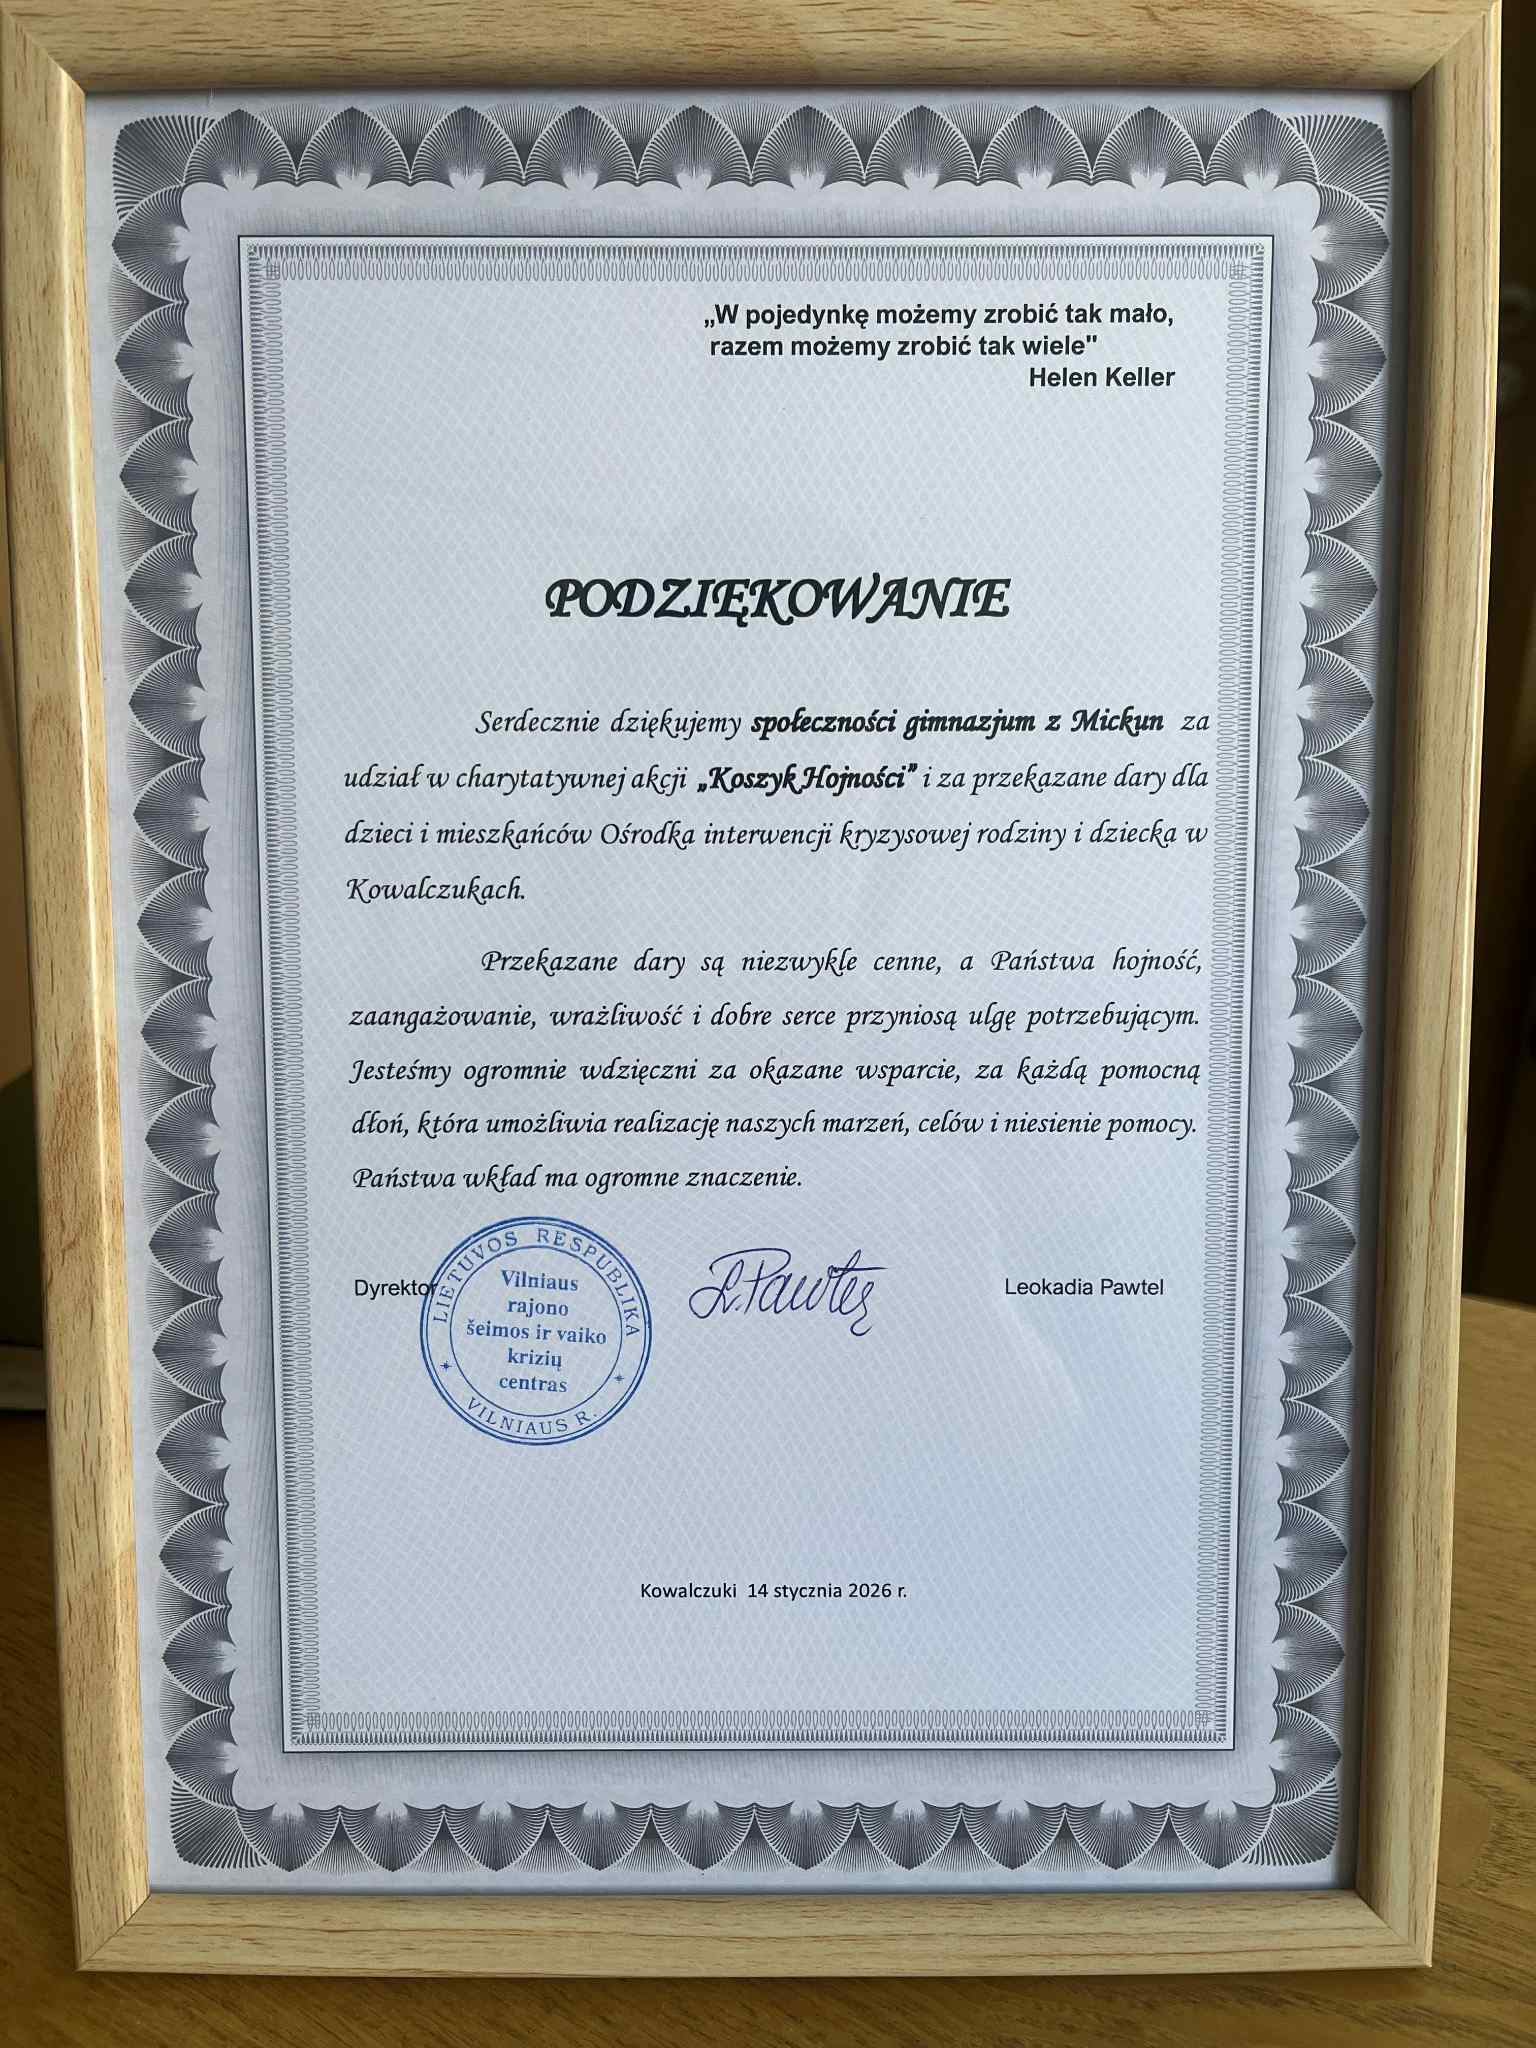 „W pojedynkę możemy zrobić tak mało,
razem możemy zrobić tak wiele"
Helen Keller
PODZIĘKOWANIE
Serdecznie dziękujemy społeczności gimnazjum z Mickun za
udział w charytatywnej akcji „Koszyk Hojności” i za przekazane dary dla
dzieci i mieszkańców Ośrodka interwencji kryzysowej rodziny i dziecka w
Kowalczukach.
Przekazane dary są niezwykle cenne, a Państwa hojność,
zaangażowanie, wrażliwość i dobre serce przyniosą ulgę potrzebującym.
Jesteśmy ogromnie wdzięczni za okazane wsparcie, za każdą pomocną
dłoń, która umożliwia realizację naszych marzeń, celów i niesienie pomocy.
Państwa wkład ma ogromne znaczenie.
Dyrektor
LIETUVOS RESPUBLIKA
Vilniaus
rajono
šeimos ir vaiko
krizių
centras
VILNIAUS R.
L. Pawtel
Leokadia Pawtel
Kowalczuki 14 stycznia 2026 r.